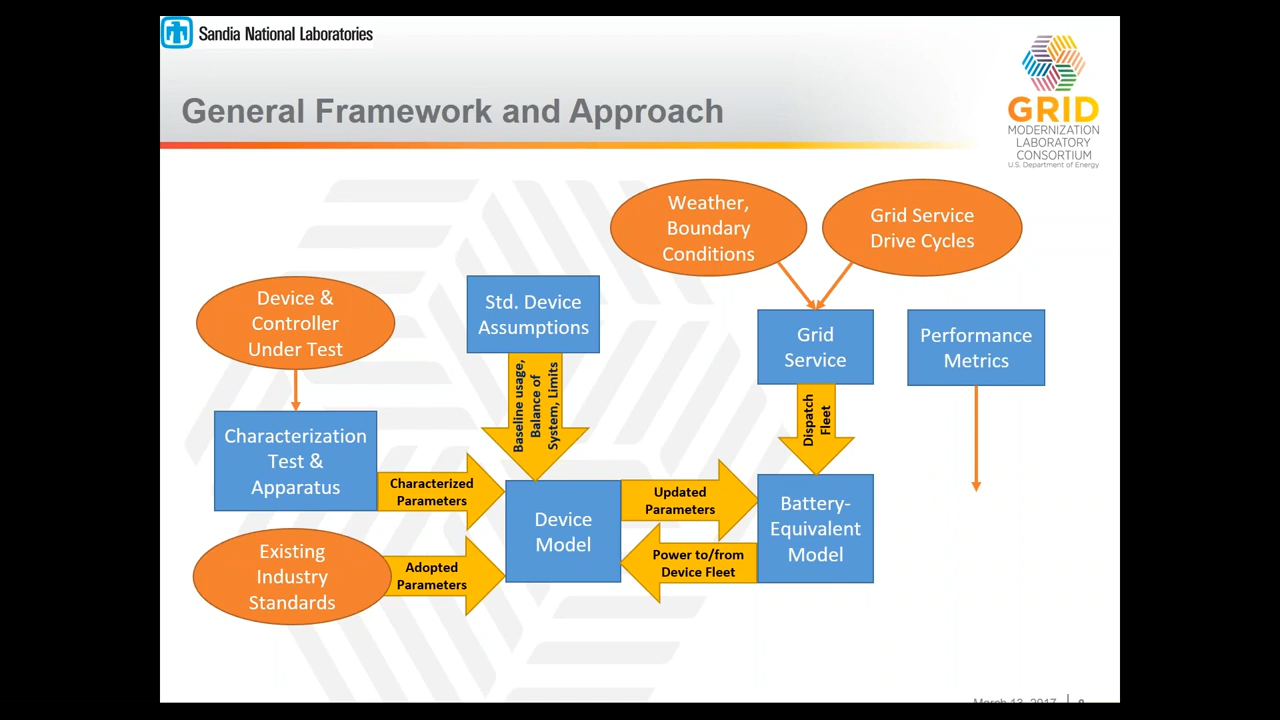 Sandia National Laboratories
General Framework and Approach
GRID
MODERNIZATION
LABORATORY
CONSORTIUM
U.S. Department of Energy
Weather,
Boundary
Conditions
Grid Service
Drive Cycles
Device &
Controller
Under Test
Std. Device
Assumptions
Grid
Service
Performance
Metrics
Baseline usage,
Balance of
System, Limits
Dispatch
Fleet
Characterization
Test &
Apparatus
Characterized
Parameters
Updated
Parameters
Device
Model
Battery-
Equivalent
Model
Power to/from
Device Fleet
Existing
Industry
Standards
Adopted
Parameters
March 13, 2017